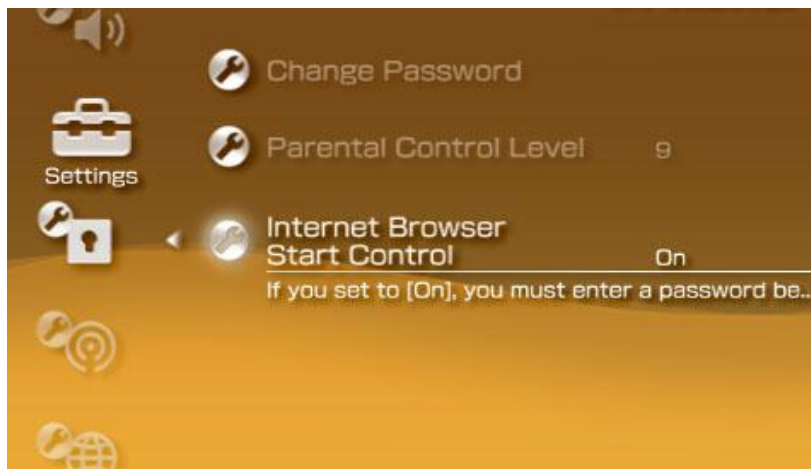 Change Password
Parental Control Level 9
Settings
Internet Browser
Start Control On
If you set to [On], you must enter a password be...